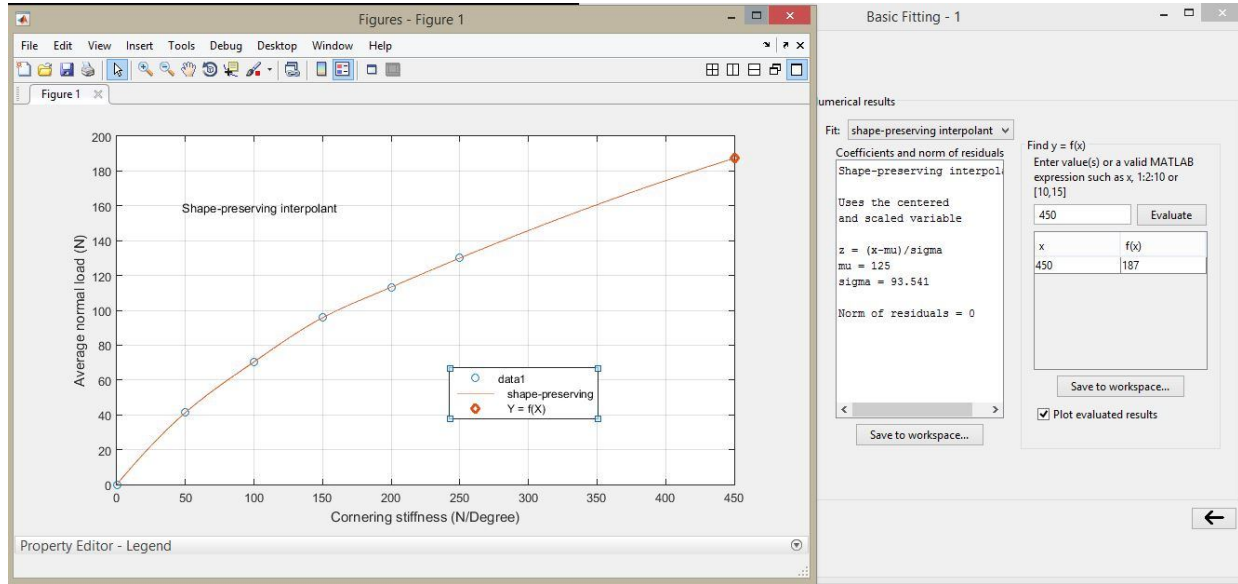 Figures - Figure 1
File Edit View Insert Tools Debug Desktop Window Help
Figure 1
200
180
160
140
120
100
80
60
40
20
0
Average normal load (N)
Shape-preserving interpolant
data1
shape-preserving
Y = f(X)
0 50 100 150 200 250 300 350 400 450
Cornering stiffness (N/Degree)
Property Editor - Legend
Basic Fitting - 1
umerical results
Fit: shape-preserving interpolant
Coefficients and norm of residuals
Shape-preserving interpol
Uses the centered
and scaled variable
z = (x-mu)/sigma
mu = 125
sigma = 93.541
Norm of residuals = 0
Save to workspace...
Find y = f(x)
Enter value(s) or a valid MATLAB
expression such as x, 1:2:10 or
[10,15]
450 Evaluate
x f(x)
450 187
Save to workspace...
Plot evaluated results